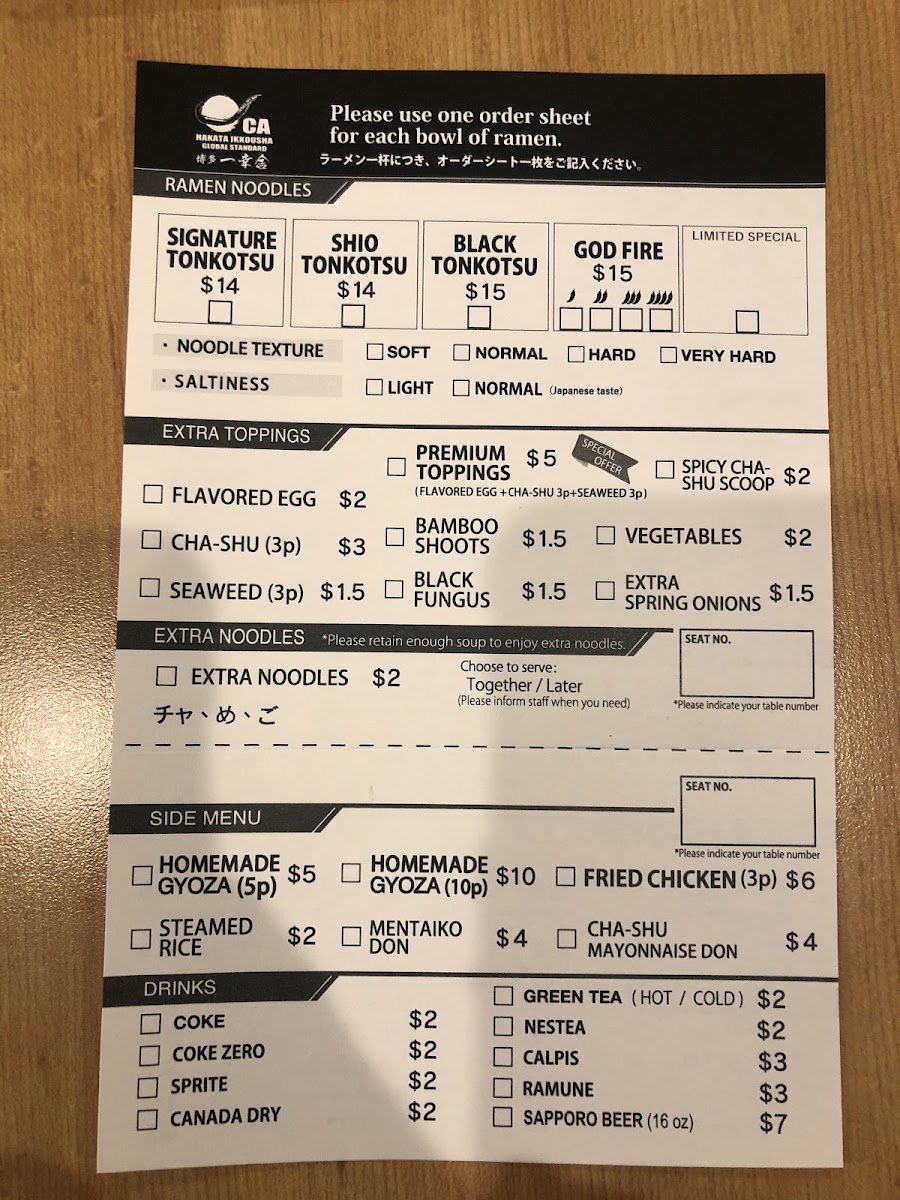 CA
HAKATA IKKOUSHA
GLOBAL STANDARD
博多一幸舎
Please use one order sheet
for each bowl of ramen.
ラーメン一杯につき、オーダーシート一枚をご記入ください。
RAMEN NOODLES
SIGNATURE
TONKOTSU
$14
SHIO
TONKOTSU
$14
BLACK
TONKOTSU
$15
GOD FIRE
$15
LIMITED SPECIAL
・ NOODLE TEXTURE SOFT NORMAL HARD VERY HARD
・ SALTINESS LIGHT NORMAL (Japanese taste)
EXTRA TOPPINGS
FLAVORED EGG $2
PREMIUM
TOPPINGS $5
(FLAVORED EGG + CHA-SHU 3p+SEAWEED 3p)
SPECIAL
OFFER
SPICY CHA-
SHU SCOOP $2
CHA-SHU (3p) $3
BAMBOO
SHOOTS $1.5
VEGETABLES $2
SEAWEED (3p) $1.5
BLACK
FUNGUS $1.5
EXTRA
SPRING ONIONS $1.5
EXTRA NOODLES *Please retain enough soup to enjoy extra noodles.
SEAT NO.
*Please indicate your table number
EXTRA NOODLES $2
Choose to serve:
Together / Later
(Please inform staff when you need)
チャ、め、ご
SEAT NO.
*Please indicate your table number
SIDE MENU
HOMEMADE
GYOZA (5p) $5
HOMEMADE
GYOZA (10p) $10
FRIED CHICKEN (3p) $6
STEAMED
RICE $2
MENTAIKO
DON $4
CHA-SHU
MAYONNAISE DON $4
DRINKS
COKE $2
COKE ZERO $2
SPRITE $2
CANADA DRY $2
GREEN TEA (HOT / COLD) $2
NESTEA $2
CALPIS $3
RAMUNE $3
SAPPORO BEER (16 oz) $7